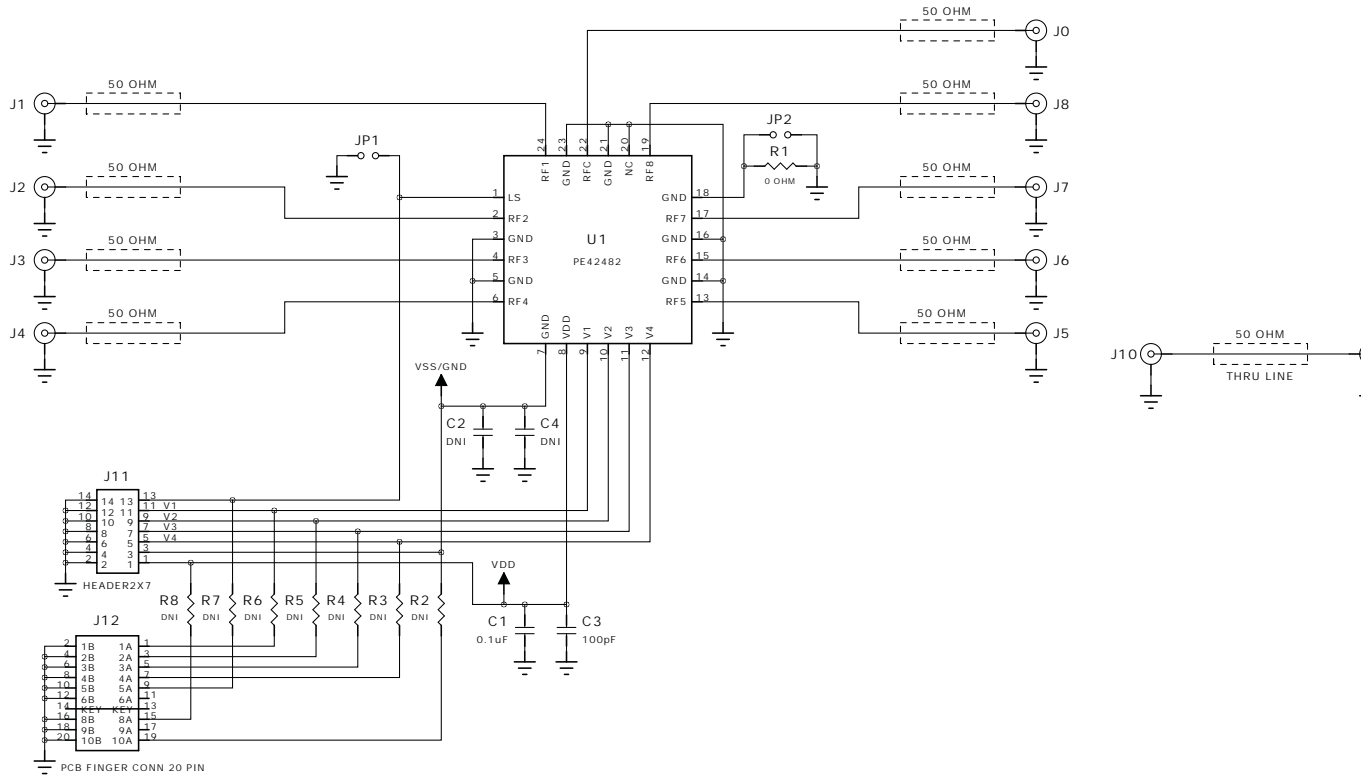 50 OHM
J0
50 OHM
J1
50 OHM
J8
JP1
JP2
R1
0 OHM
24 23 22 21 20 19
RF1 GND RFC GND NC RF8
50 OHM
J2
50 OHM
J7
1 LS
GND 18
2 RF2
RF7 17
3 GND
U1
GND 16
50 OHM
J3
4 RF3
PE42482
RF6 15
50 OHM
J6
5 GND
GND 14
6 RF4
RF5 13
50 OHM
J4
GND VDD V1 V2 V3 V4
7 8 9 10 11 12
50 OHM
J5
50 OHM
J10
THRU LINE
VSS/GND
C2
DNI
C4
DNI
J11
14 14 13 13
12 12 11 11 V1
10 10 9 9 V2
8 8 7 7 V3
6 6 5 5 V4
4 4 3 3
2 2 1 1
HEADER2X7
VDD
R8 R7 R6 R5 R4 R3 R2
DNI DNI DNI DNI DNI DNI DNI
C1
0.1uF
C3
100pF
J12
2 1B 1A 1
4 2B 2A 3
6 3B 3A 5
8 4B 4A 7
10 5B 5A 9
12 6B 6A 11
14 KEY KEY 13
16 8B 8A 15
18 9B 9A 17
20 10B 10A 19
PCB FINGER CONN 20 PIN